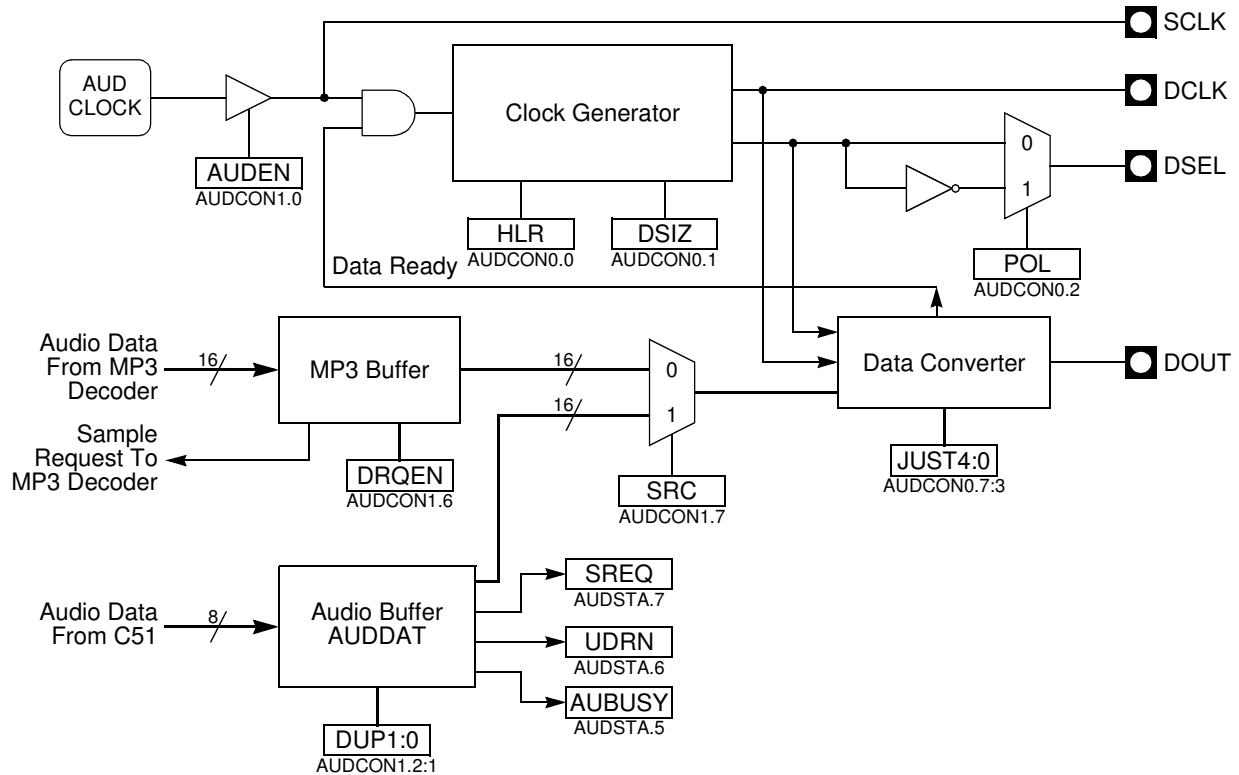 SCLK
AUD
CLOCK
Clock Generator
DCLK
0
1
DSEL
AUDEN
AUDCON1.0
HLR
AUDCON0.0
DSIZ
AUDCON0.1
POL
AUDCON0.2
Data Ready
Audio Data
From MP3
Decoder
16
MP3 Buffer
16
0
16
1
Data Converter
DOUT
Sample
Request To
MP3 Decoder
DRQEN
AUDCON1.6
SRC
AUDCON1.7
JUST4:0
AUDCON0.7:3
Audio Data
From C51
8
Audio Buffer
AUDDAT
SREQ
AUDSTA.7
UDRN
AUDSTA.6
AUBUSY
AUDSTA.5
DUP1:0
AUDCON1.2:1